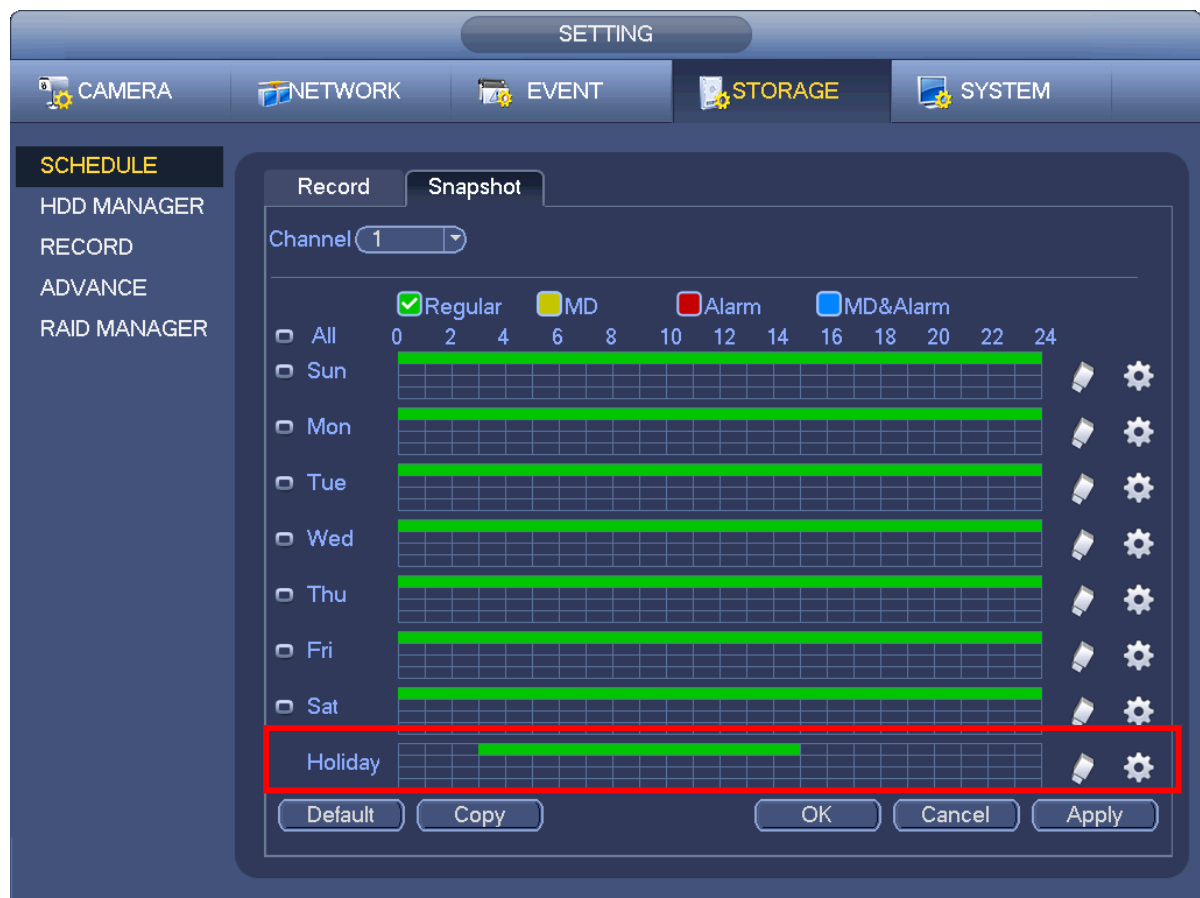 SETTING
CAMERA NETWORK EVENT STORAGE SYSTEM
SCHEDULE
HDD MANAGER
RECORD
ADVANCE
RAID MANAGER
Record Snapshot
Channel 1
Regular MD Alarm MD&Alarm
All 0 2 4 6 8 10 12 14 16 18 20 22 24
Sun
Mon
Tue
Wed
Thu
Fri
Sat
Holiday
Default Copy OK Cancel Apply